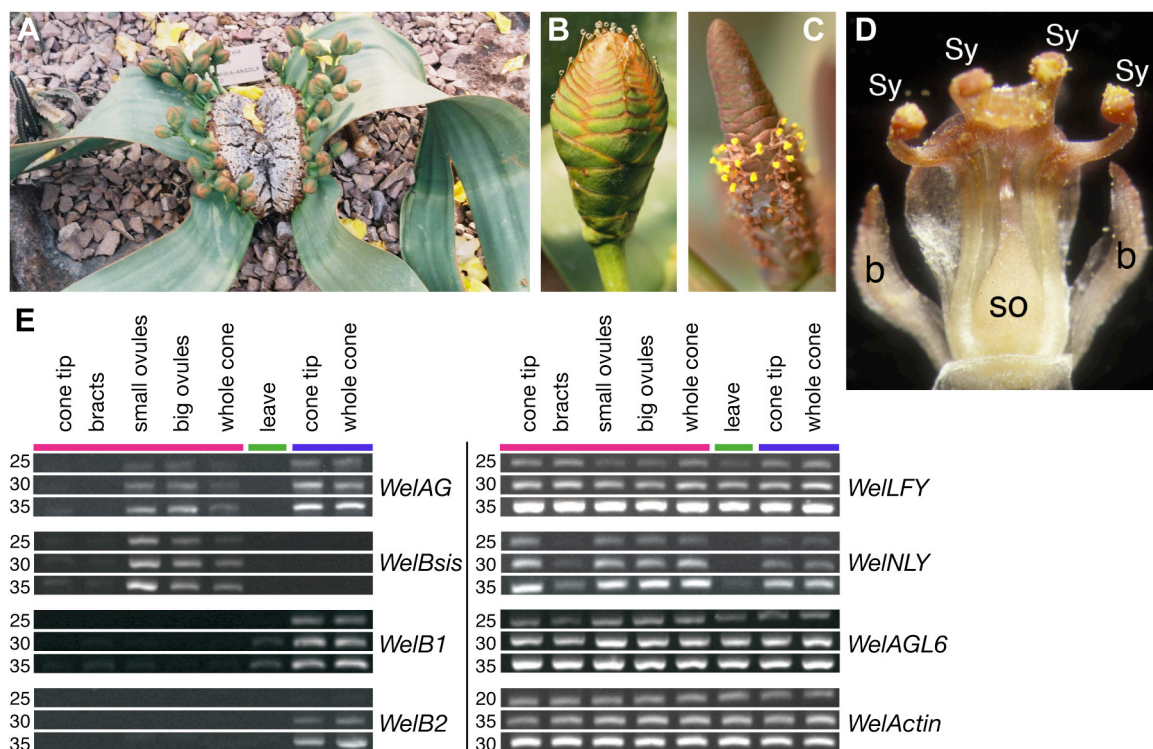 A
B
C
D
Sy
Sy
Sy
Sy
b
b
so
E
cone tip
bracts
small ovules
big ovules
whole cone
leave
cone tip
whole cone
cone tip
bracts
small ovules
big ovules
whole cone
leave
cone tip
whole cone
25
30
35
WelAG
25
30
35
WelBsis
25
30
35
WelB1
25
30
35
WelB2
25
30
35
WelLFY
25
30
35
WelNLY
25
30
35
WelAGL6
20
35
30
WelActin